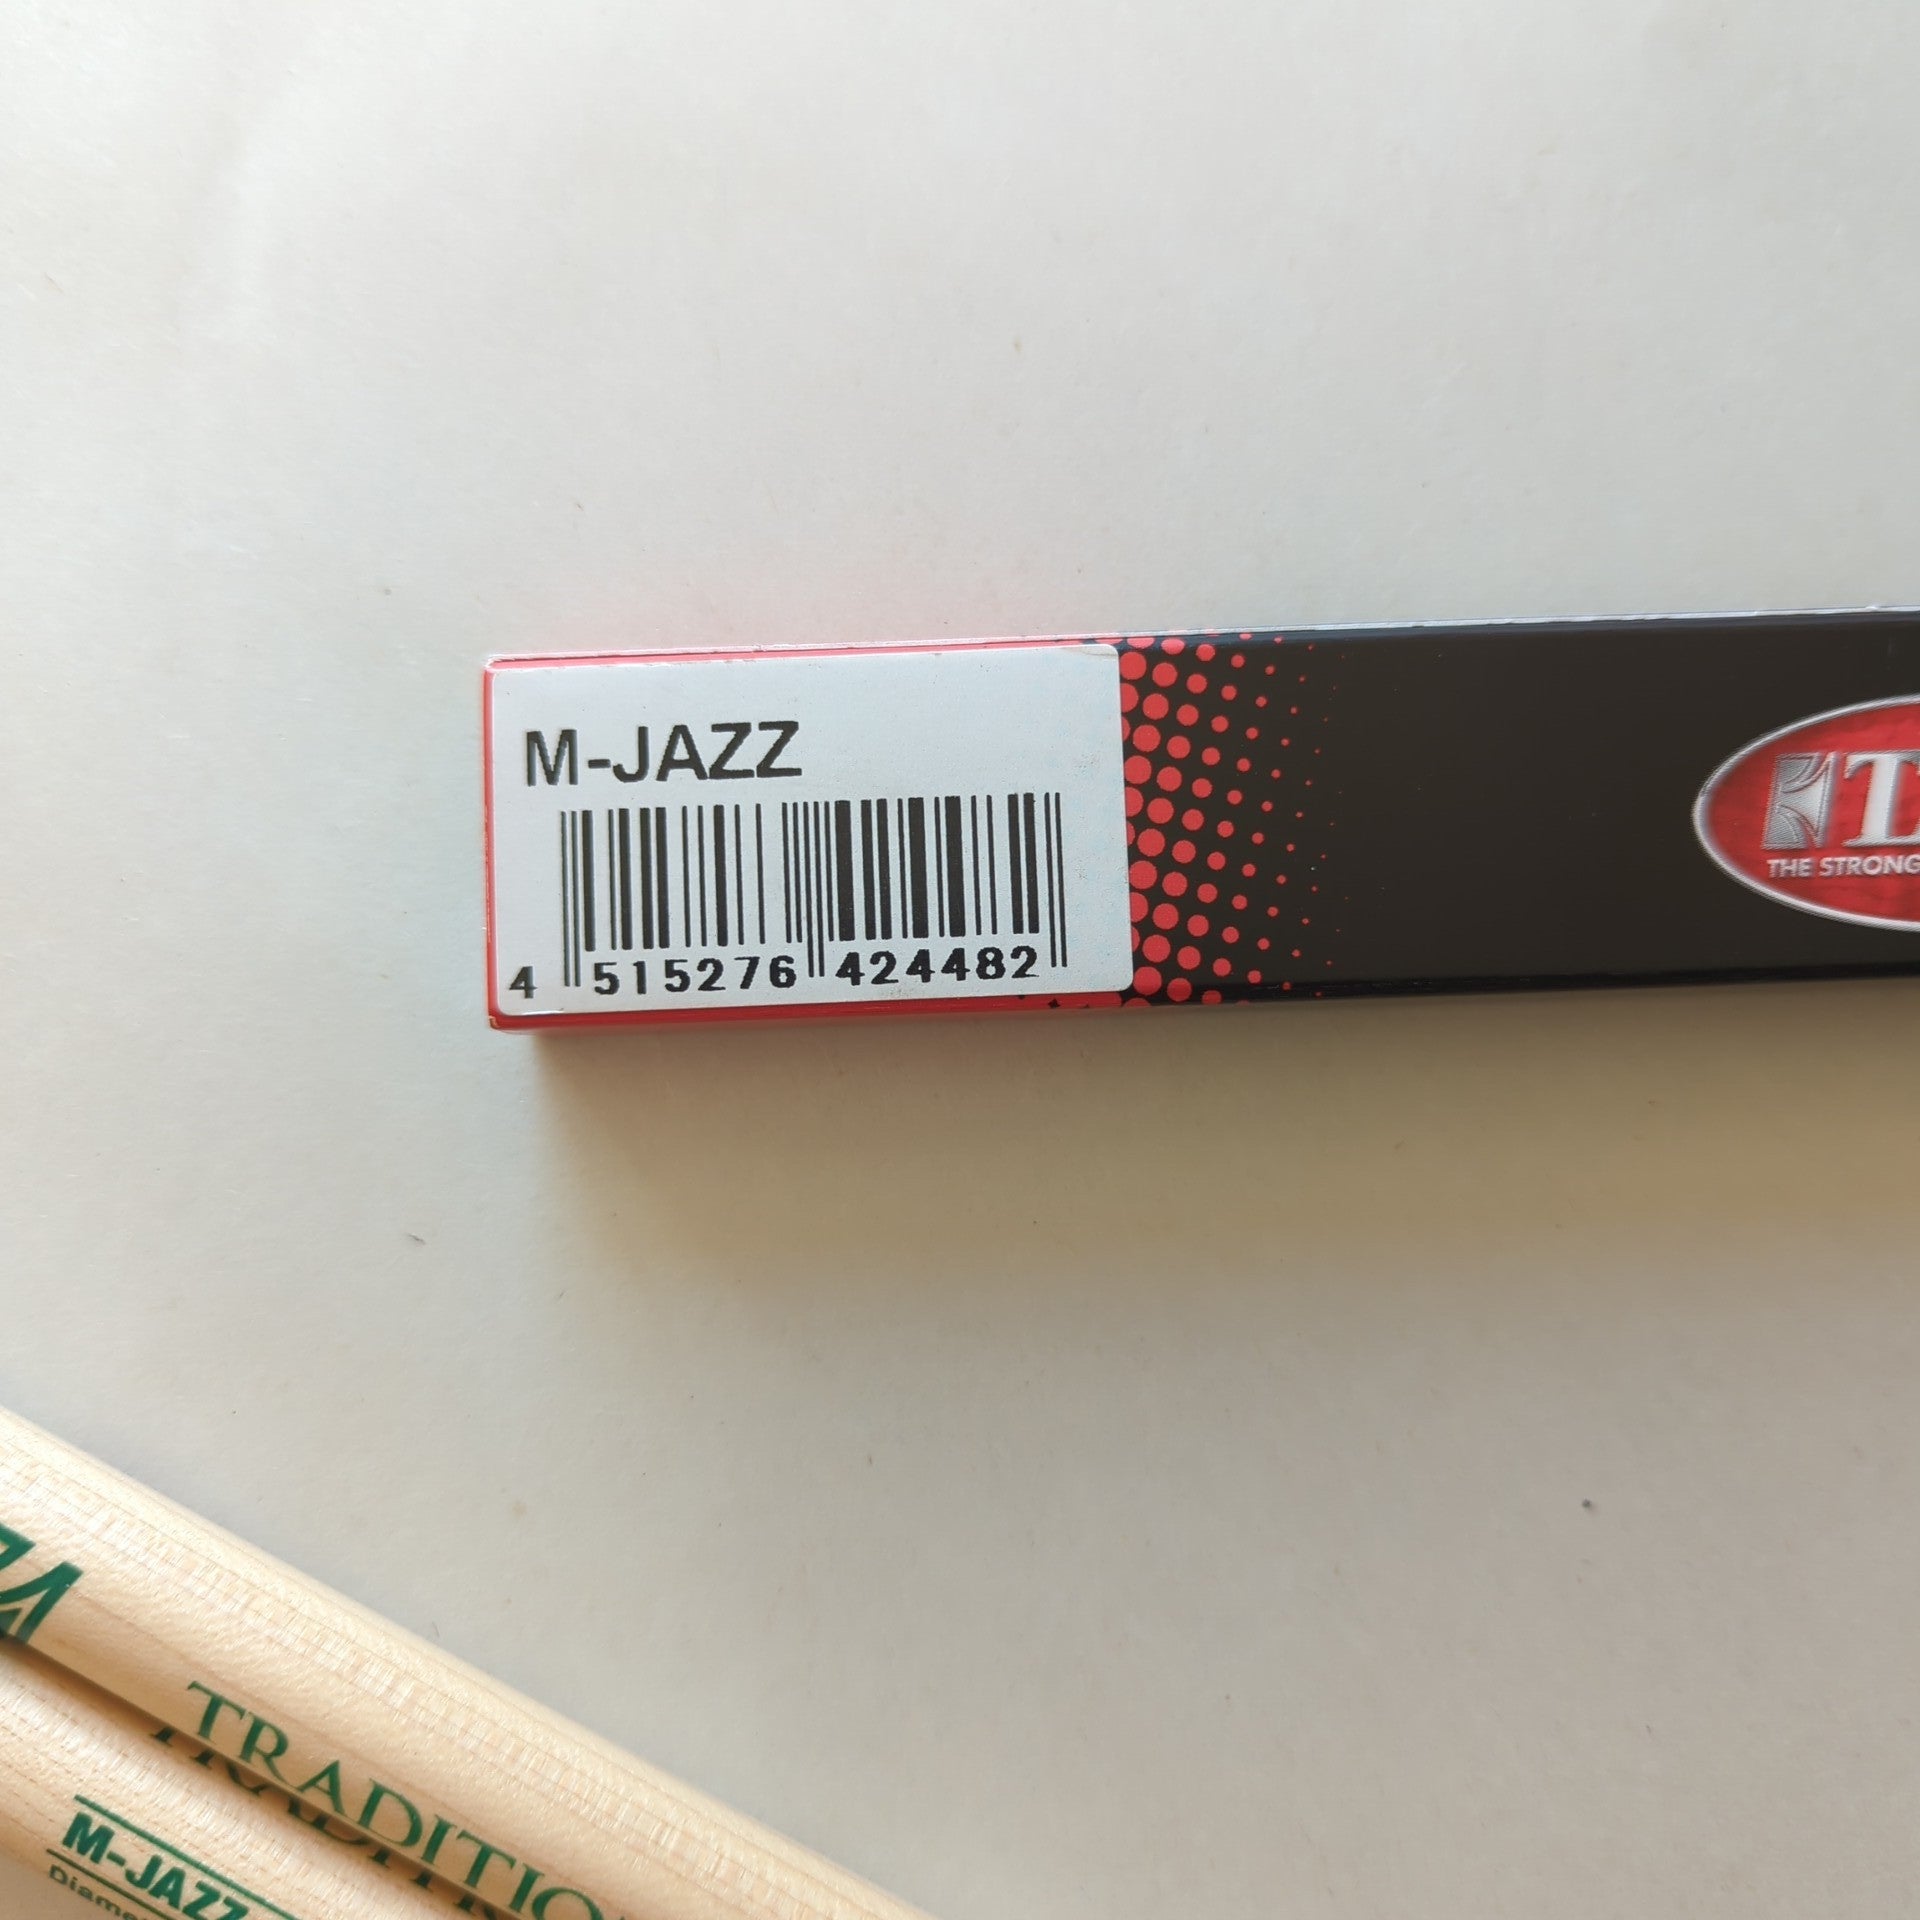 M-JAZZ
4 515276 424482
THE STRONG
TRADITIO
M-JAZZ